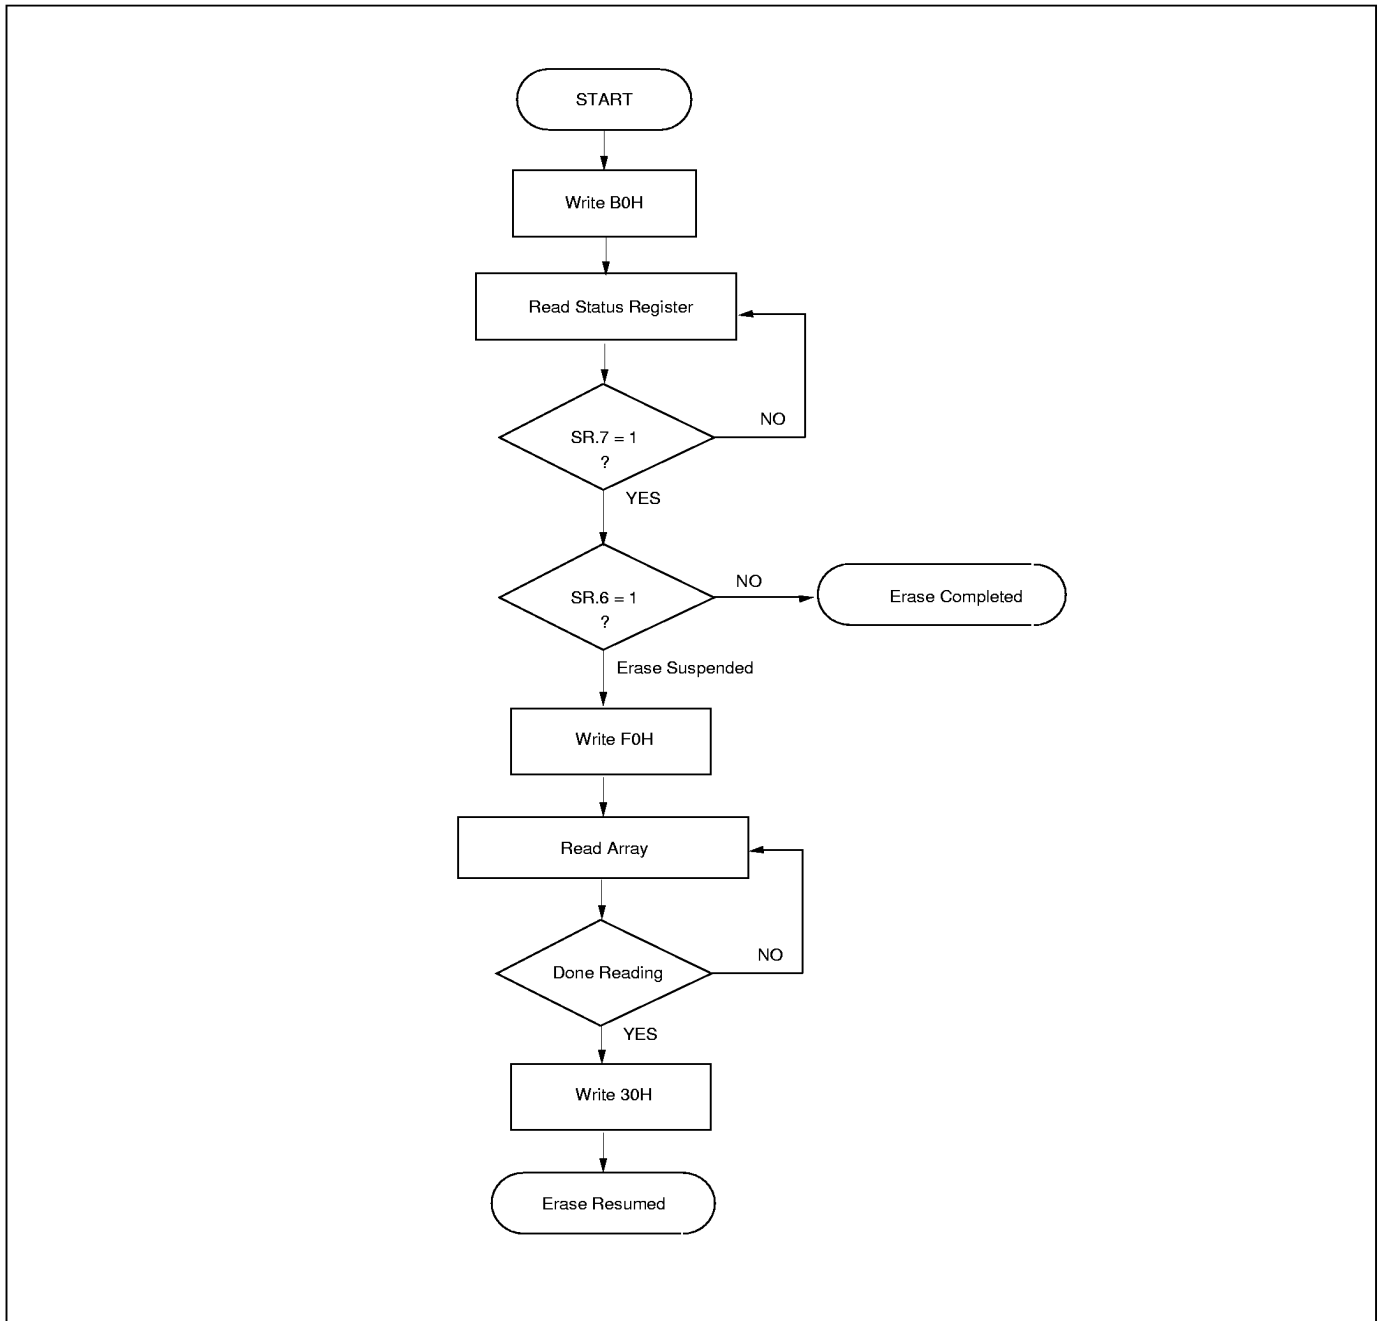 START
Write B0H
Read Status Register
NO
SR.7 = 1
?
YES
NO
SR.6 = 1
?
Erase Completed
Erase Suspended
Write F0H
Read Array
NO
Done Reading
YES
Write 30H
Erase Resumed